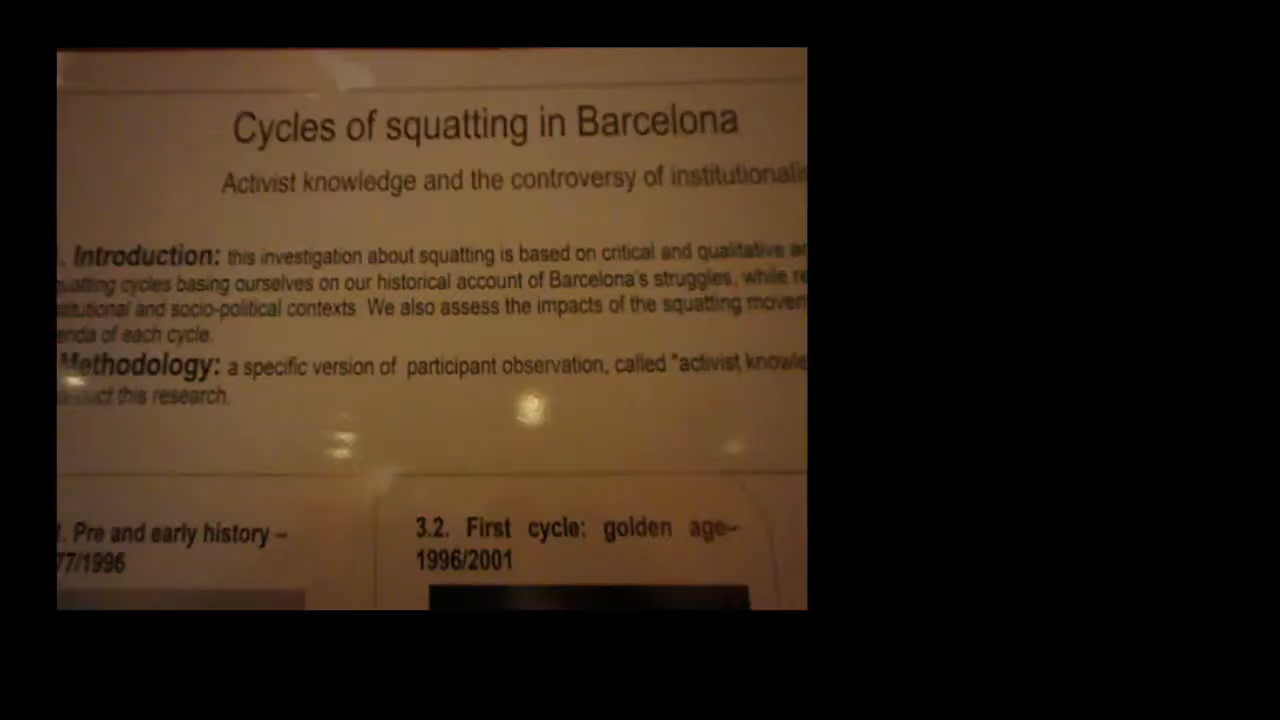 Cycles of squatting in Barcelona
Activist knowledge and the controversy of
. Introduction: this investigation about squatting is based on critical and qualitative
cycles basing ourselves on our historical account of Barcelona's struggles, while
and socio-political contexts. We also assess the impacts of the squatting
of each cycle.
Methodology: a specific version of participant observation, called "activist
this research.
. Pre and early history –
77/1996
3.2. First cycle: golden age–
1996/2001